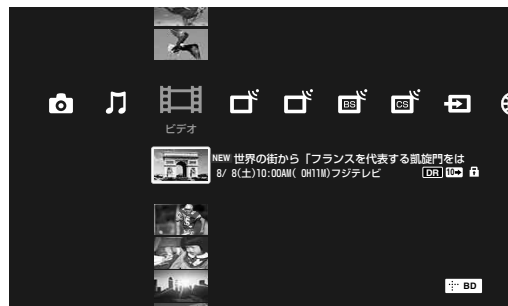 BS
CS
ビデオ
NEW 世界の街から「フランスを代表する凱旋門をは
8/ 8(土)10:00AM( 0H11M)フジテレビ DR 10
BD